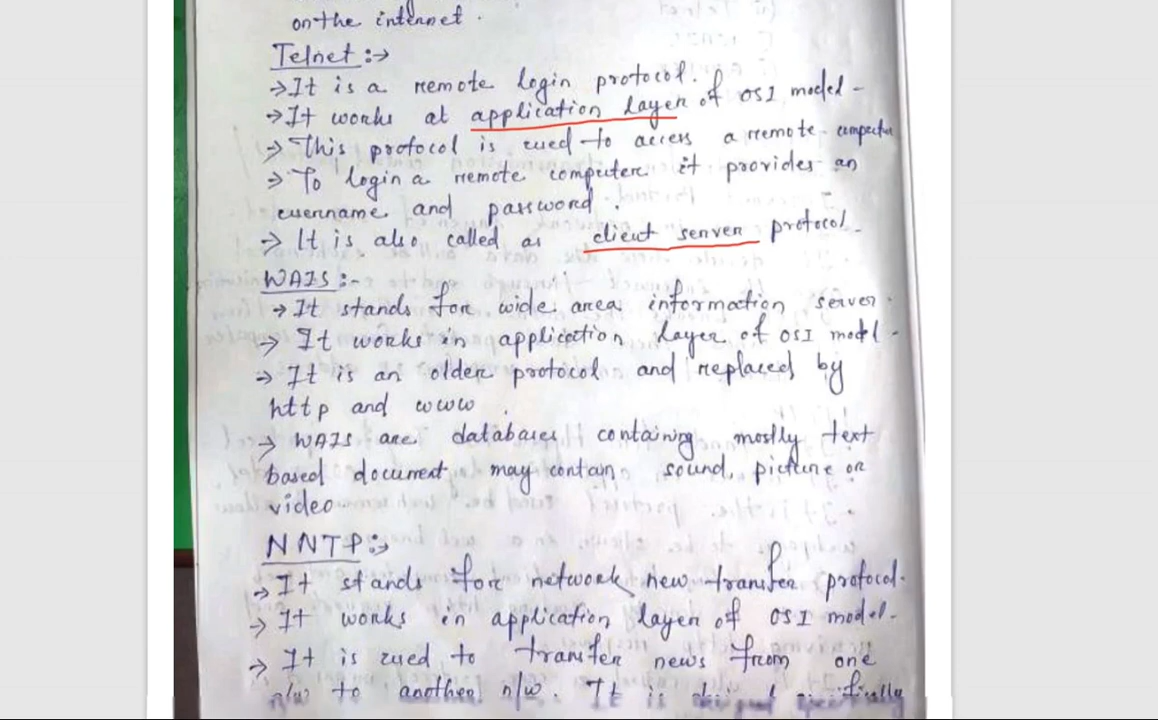 on the internet.
Telnet :→
→ It is a remote login protocol.
→ It works at application layer of OSI model -
→ This protocol is used to access a remote computer
→ To login a remote computer it provides an
username and password.
→ It is also called as client server protocol.
WAIS :-
→ It stands for wide area information server.
→ It works in application layer of OSI model -
→ It is an older protocol and replaced by
http and www.
→ WAIS are databases containing mostly text
based document may contain sound, picture or
video
NNTP :→
→ It stands for network new transfer protocol.
→ It works in application layer of OSI model -
→ It is used to transfer news from one
n/w to another n/w. It is